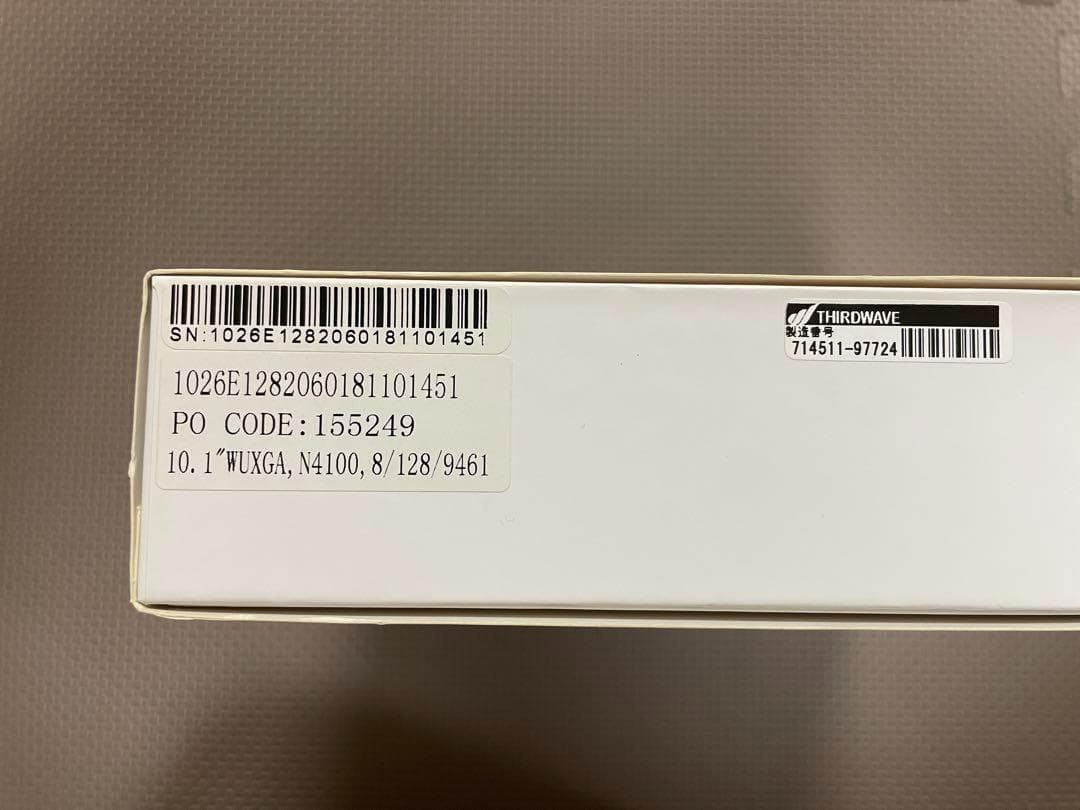 SN:1026E1282060181101451
1026E1282060181101451
PO CODE:155249
10.1"WUXGA,N4100,8/128/9461
THIRDWAVE
製造番号
714511-97724